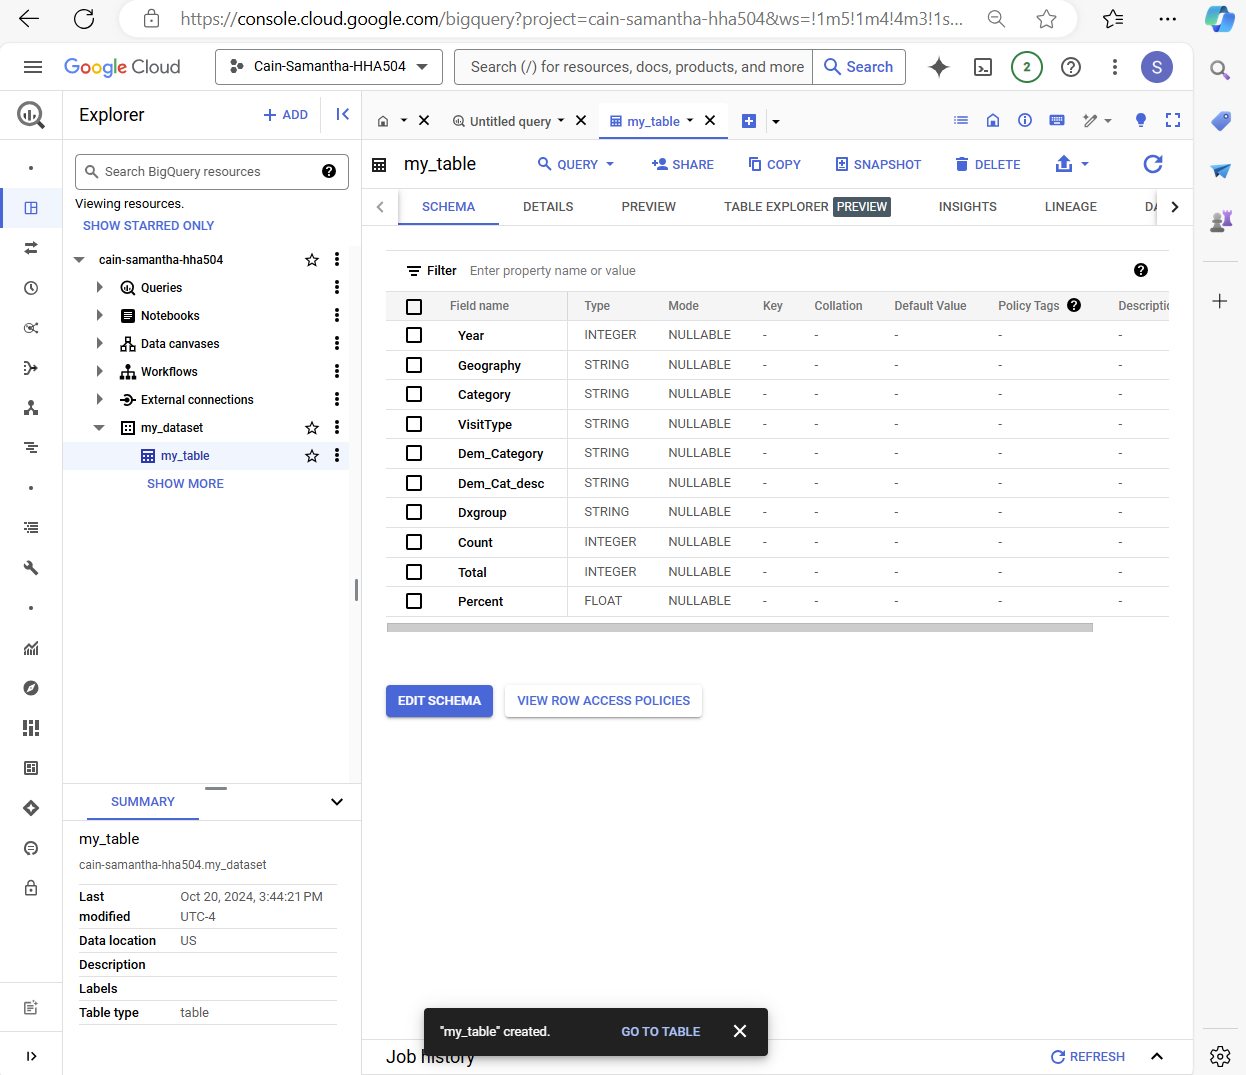 https://console.cloud.google.com/bigquery?project=cain-samantha-hha504&ws=!1m5!1m4!4m3!1s...
Google Cloud
Cain-Samantha-HHA504
Search (/) for resources, docs, products, and more
Search
2
S
Explorer
ADD
Untitled query
my_table
Search BigQuery resources
Viewing resources.
SHOW STARRED ONLY
cain-samantha-hha504
Queries
Notebooks
Data canvases
Workflows
External connections
my_dataset
my_table
SHOW MORE
my_table
QUERY
SHARE
COPY
SNAPSHOT
DELETE
SCHEMA
DETAILS
PREVIEW
TABLE EXPLORER PREVIEW
INSIGHTS
LINEAGE
Filter Enter property name or value
Field name Type Mode Key Collation Default Value Policy Tags Descriptio
Year INTEGER NULLABLE - - - - -
Geography STRING NULLABLE - - - - -
Category STRING NULLABLE - - - - -
VisitType STRING NULLABLE - - - - -
Dem_Category STRING NULLABLE - - - - -
Dem_Cat_desc STRING NULLABLE - - - - -
Dxgroup STRING NULLABLE - - - - -
Count INTEGER NULLABLE - - - - -
Total INTEGER NULLABLE - - - - -
Percent FLOAT NULLABLE - - - - -
EDIT SCHEMA
VIEW ROW ACCESS POLICIES
SUMMARY
my_table
cain-samantha-hha504.my_dataset
Last modified Oct 20, 2024, 3:44:21 PM
UTC-4
Data location US
Description
Labels
Table type table
"my_table" created.
GO TO TABLE
Job history
REFRESH